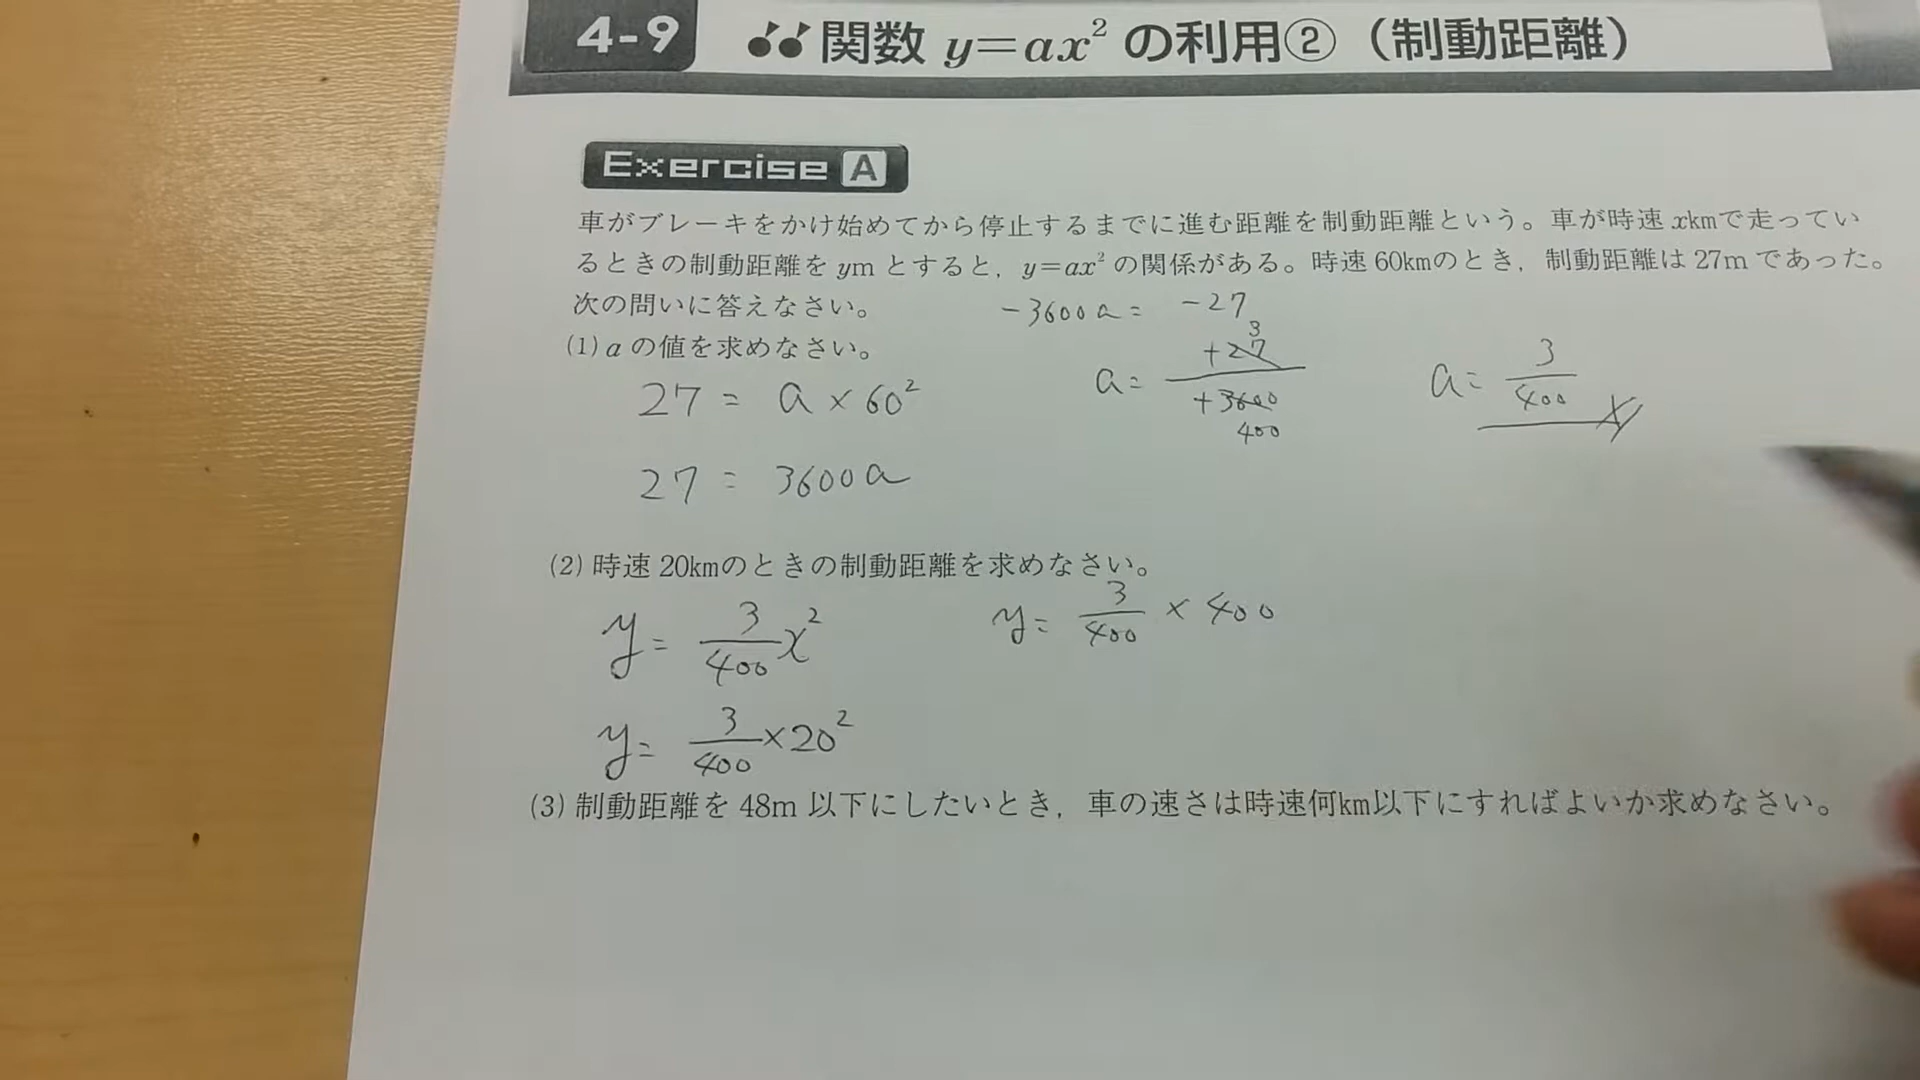 4-9 関数 y=ax² の利用②（制動距離）
Exercise A
車がブレーキをかけ始めてから停止するまでに進む距離を制動距離という。車が時速 xkmで走ってい
るときの制動距離を ym とすると，y=ax² の関係がある。時速 60kmのとき，制動距離は 27m であった。
次の問いに答えなさい。
-3600a = -27
(1) a の値を求めなさい。
27 = a × 60²
a = +27/+3600
3
400
a = 3/400
27 = 3600a
(2) 時速 20kmのときの制動距離を求めなさい。
y = 3/400 x²
y = 3/400 × 400
y = 3/400 × 20²
(3) 制動距離を 48m 以下にしたいとき，車の速さは時速何km以下にすればよいか求めなさい。